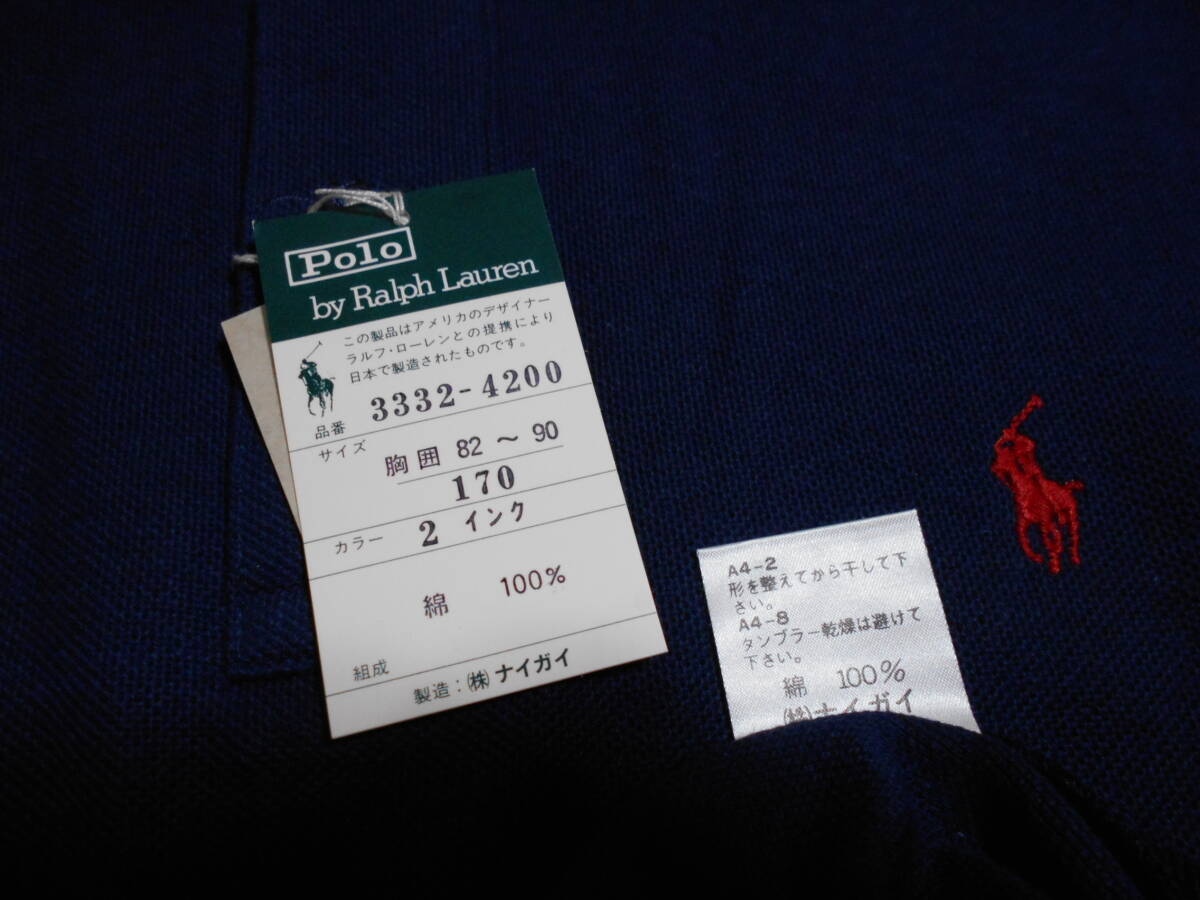 Polo
by Ralph Lauren
この製品はアメリカのデザイナー
ラルフ・ローレンとの提携により
日本で製造されたものです。
品番 3332-4200
サイズ
胸囲 82 〜 90
170
カラー 2 インク
綿 100%
組成
製造:㈱ナイガイ
A4-2
形を整えてから干して下
さい。
A4-8
タンブラー乾燥は避けて
下さい。
綿 100%
㈱ナイガイ